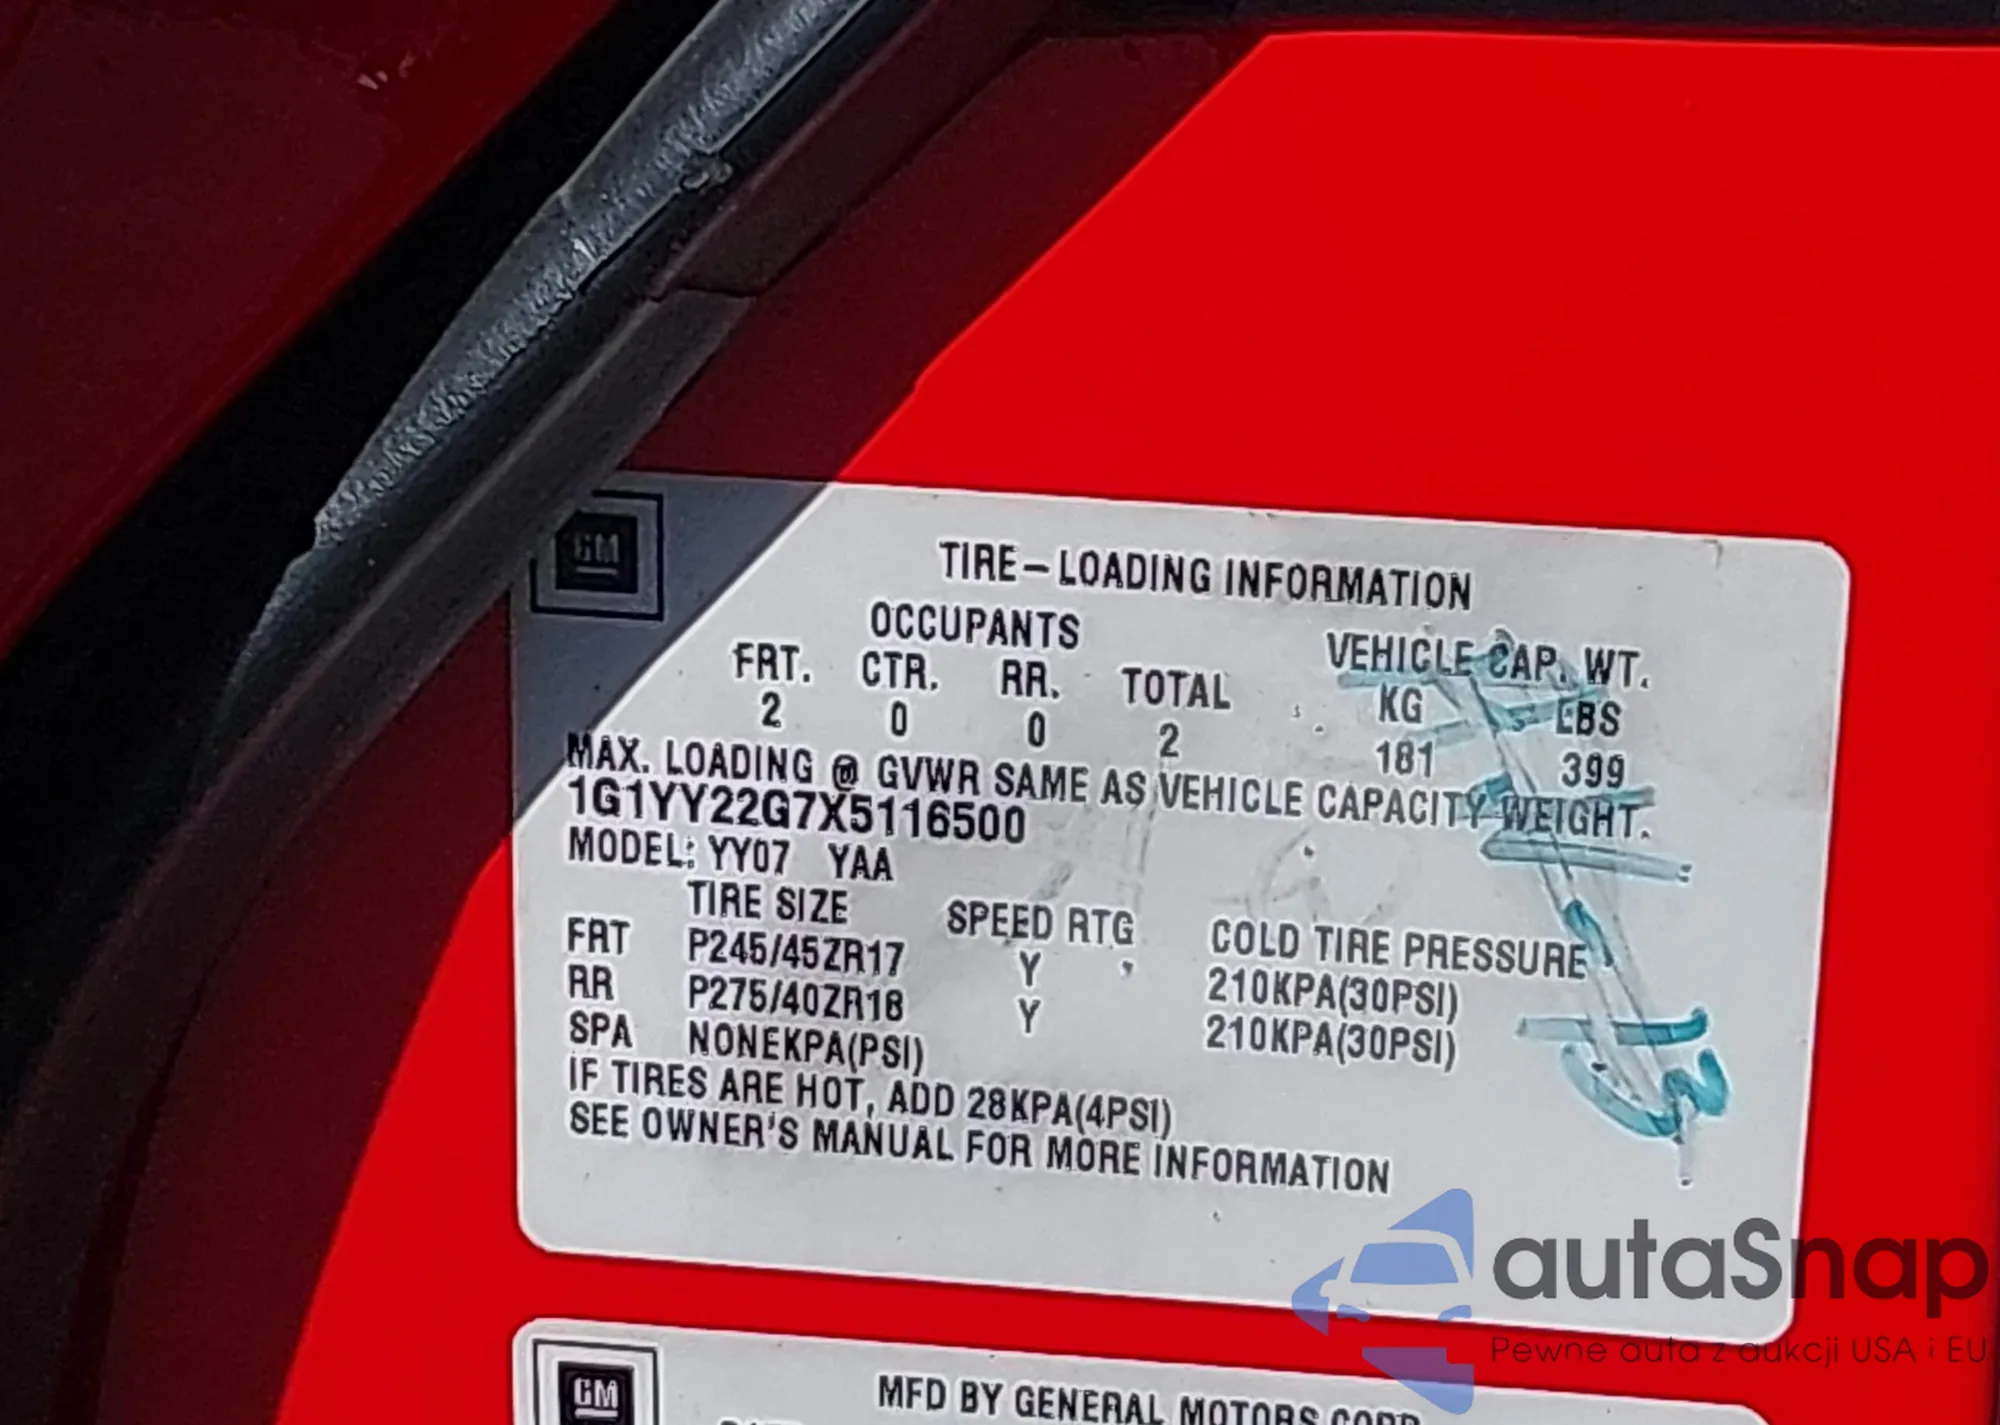 GM
TIRE-LOADING INFORMATION
OCCUPANTS VEHICLE CAP. WT.
FRT. CTR. RR. TOTAL KG LBS
2 0 0 2 181 399
MAX. LOADING @ GVWR SAME AS VEHICLE CAPACITY WEIGHT.
1G1YY22G7X5116500
MODEL: YY07 YAA
TIRE SIZE SPEED RTG COLD TIRE PRESSURE
FRT P245/45ZR17 Y 210KPA(30PSI)
RR P275/40ZR18 Y 210KPA(30PSI)
SPA NONEKPA(PSI)
IF TIRES ARE HOT, ADD 28KPA(4PSI)
SEE OWNER'S MANUAL FOR MORE INFORMATION
autaSnap
Pewne auta z aukcji USA i EU
GM
MFD BY GENERAL MOTORS CORP